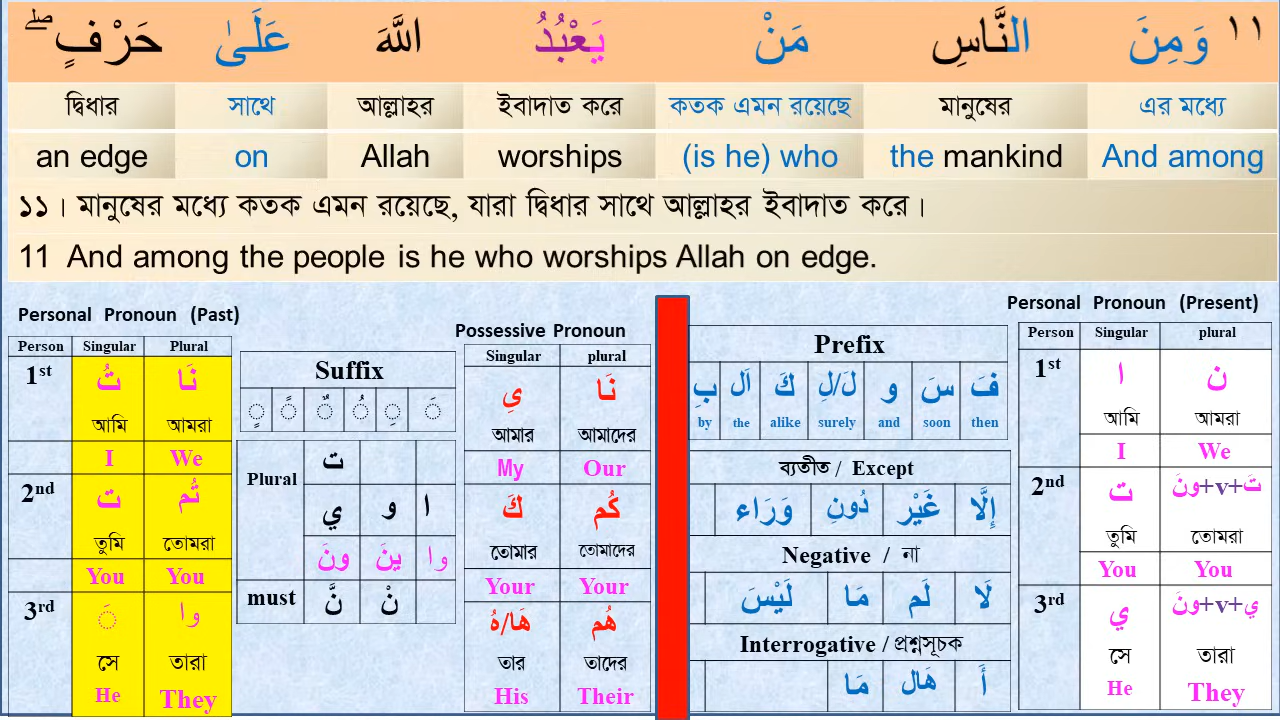 ١١ وَمِنَ النَّاسِ مَنْ يَعْبُدُ اللَّهَ عَلَىٰ حَرْفٍ ۖ
দ্বিধার সাথে আল্লাহর ইবাদাত করে কতক এমন রয়েছে মানুষের এর মধ্যে
an edge on Allah worships (is he) who the mankind And among
১১। মানুষের মধ্যে কতক এমন রয়েছে, যারা দ্বিধার সাথে আল্লাহর ইবাদাত করে।
11 And among the people is he who worships Allah on edge.
Personal Pronoun (Past)
Person Singular Plural
1st تُ نَا
আমি আমরা
I We
2nd ت تُم
তুমি তোমরা
You You
3rd َ وا
সে তারা
He They
Suffix
ٍ ً ٌ ُ ِ َ
Plural ت
ي و ا
ونَ ينَ وا
must نَّ نْ
Possessive Pronoun
Singular plural
يِ نَا
আমার আমাদের
My Our
كَ كُم
তোমার তোমাদের
Your Your
هَا/هُ هُم
তার তাদের
His Their
Prefix
بِ اَل كَ لَ/لِ و سَ فَ
by the alike surely and soon then
ব্যতীত / Except
وَرَاء دُونِ غَيْر إِلَّا
Negative / না
لَيْسَ مَا لَم لَا
Interrogative / প্রশ্নসূচক
مَا هَال أَ
Personal Pronoun (Present)
Person Singular plural
1st ا ن
আমি আমরা
I We
2nd ت تَ+v+ونَ
তুমি তোমরা
You You
3rd ي ي+v+ونَ
সে তারা
He They